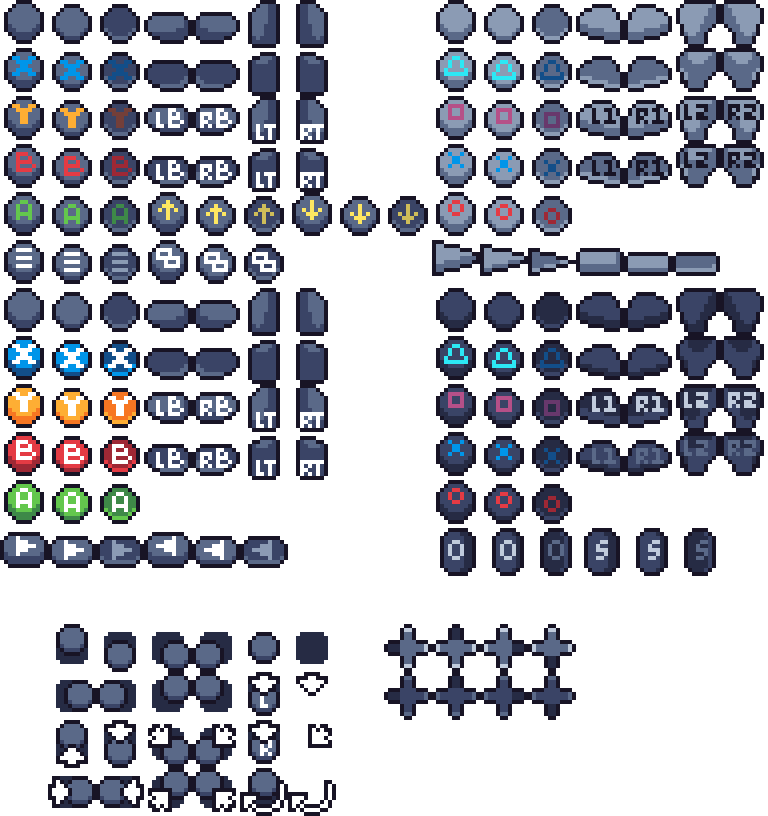 X X X
Y Y Y LB RB LT RT L1 R1 L2 R2
B B B LB RB LT RT L1 R1 L2 R2
A A A
X X X
Y Y Y LB RB LT RT L1 R1 L2 R2
B B B LB RB LT RT L1 R1 L2 R2
A A A
O O O S S S
L
R